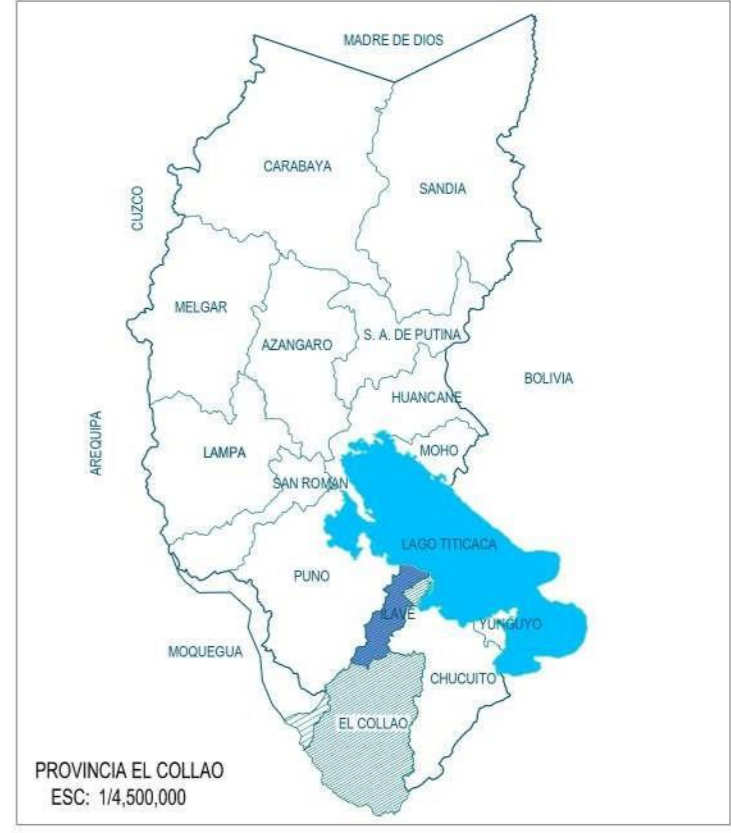 MADRE DE DIOS
CARABAYA
SANDIA
CUZCO
MELGAR
AZANGARO
S. A. DE PUTINA
BOLIVIA
HUANCANE
AREQUIPA
LAMPA
MOHO
SAN ROMAN
LAGO TITICACA
PUNO
ILAVE
YUNGUYO
MOQUEGUA
CHUCUITO
EL COLLAO
PROVINCIA EL COLLAO
ESC: 1/4,500,000